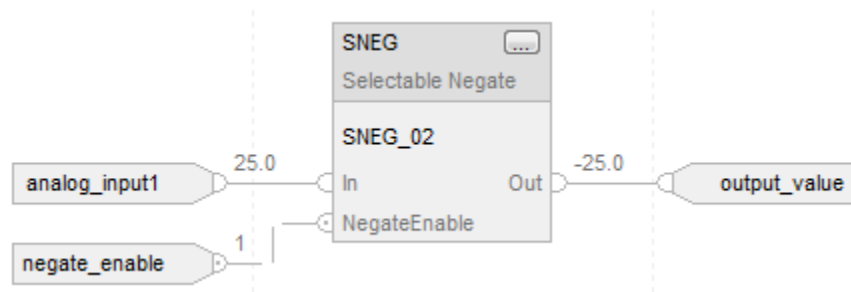 SNEG ...
Selectable Negate
SNEG_02
analog_input1 25.0 In Out -25.0 output_value
negate_enable 1 NegateEnable